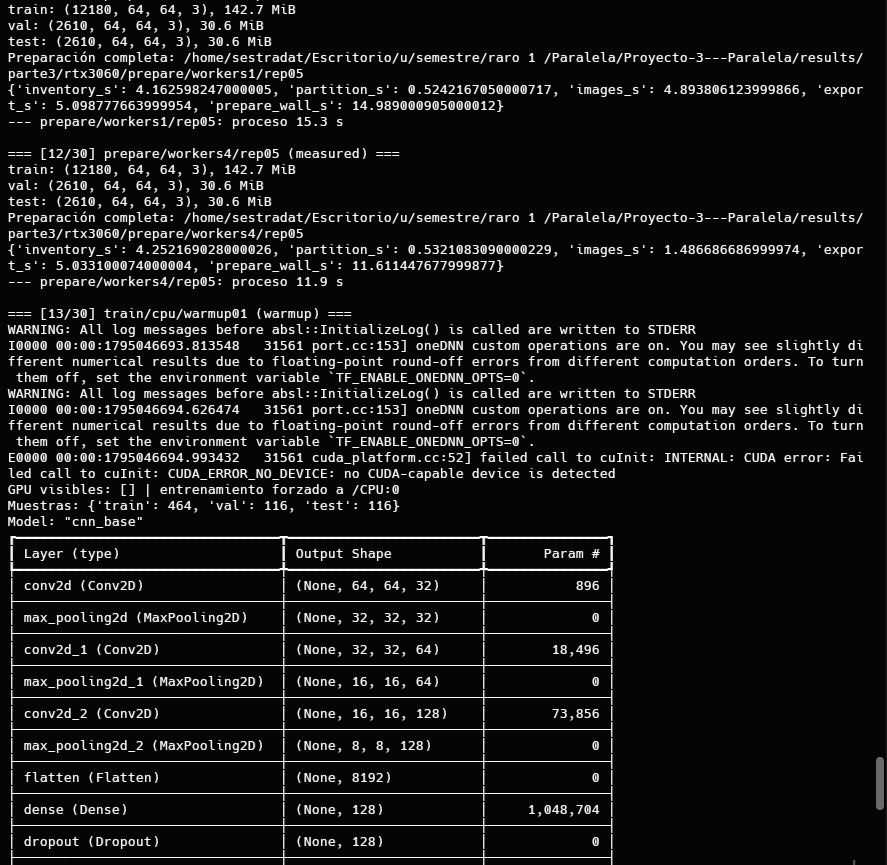 train: (12180, 64, 64, 3), 142.7 MiB
val: (2610, 64, 64, 3), 30.6 MiB
test: (2610, 64, 64, 3), 30.6 MiB
Preparación completa: /home/sestradat/Escritorio/u/semestre/raro 1 /Paralela/Proyecto-3---Paralela/results/
parte3/rtx3060/prepare/workers1/rep05
{'inventory_s': 4.162598247000005, 'partition_s': 0.5242167050000717, 'images_s': 4.893806123999866, 'expor
t_s': 5.098777663999954, 'prepare_wall_s': 14.989000905000012}
--- prepare/workers1/rep05: proceso 15.3 s
=== [12/30] prepare/workers4/rep05 (measured) ===
train: (12180, 64, 64, 3), 142.7 MiB
val: (2610, 64, 64, 3), 30.6 MiB
test: (2610, 64, 64, 3), 30.6 MiB
Preparación completa: /home/sestradat/Escritorio/u/semestre/raro 1 /Paralela/Proyecto-3---Paralela/results/
parte3/rtx3060/prepare/workers4/rep05
{'inventory_s': 4.252169028000026, 'partition_s': 0.5321083090000229, 'images_s': 1.486686686999974, 'expor
t_s': 5.033100074000004, 'prepare_wall_s': 11.611447677999877}
--- prepare/workers4/rep05: proceso 11.9 s
=== [13/30] train/cpu/warmup01 (warmup) ===
WARNING: All log messages before absl::InitializeLog() is called are written to STDERR
I0000 00:00:1795046693.813548   31561 port.cc:153] oneDNN custom operations are on. You may see slightly di
fferent numerical results due to floating-point round-off errors from different computation orders. To turn
 them off, set the environment variable `TF_ENABLE_ONEDNN_OPTS=0`.
WARNING: All log messages before absl::InitializeLog() is called are written to STDERR
I0000 00:00:1795046694.626474   31561 port.cc:153] oneDNN custom operations are on. You may see slightly di
fferent numerical results due to floating-point round-off errors from different computation orders. To turn
 them off, set the environment variable `TF_ENABLE_ONEDNN_OPTS=0`.
E0000 00:00:1795046694.993432   31561 cuda_platform.cc:52] failed call to cuInit: INTERNAL: CUDA error: Fai
led call to cuInit: CUDA_ERROR_NO_DEVICE: no CUDA-capable device is detected
GPU visibles: [] | entrenamiento forzado a /CPU:0
Muestras: {'train': 464, 'val': 116, 'test': 116}
Model: "cnn_base"
Layer (type) Output Shape Param #
conv2d (Conv2D) (None, 64, 64, 32) 896
max_pooling2d (MaxPooling2D) (None, 32, 32, 32) 0
conv2d_1 (Conv2D) (None, 32, 32, 64) 18,496
max_pooling2d_1 (MaxPooling2D) (None, 16, 16, 64) 0
conv2d_2 (Conv2D) (None, 16, 16, 128) 73,856
max_pooling2d_2 (MaxPooling2D) (None, 8, 8, 128) 0
flatten (Flatten) (None, 8192) 0
dense (Dense) (None, 128) 1,048,704
dropout (Dropout) (None, 128) 0